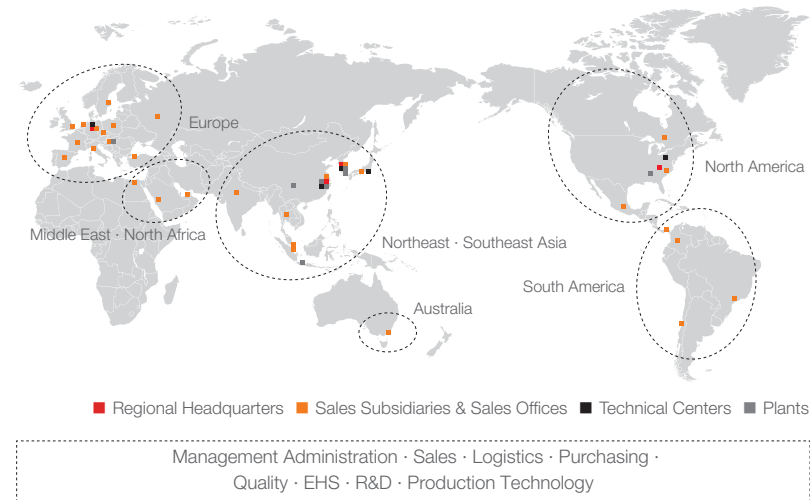 Europe
North America
Middle East · North Africa
Northeast · Southeast Asia
South America
Australia
Regional Headquarters
Sales Subsidiaries & Sales Offices
Technical Centers
Plants
Management Administration · Sales · Logistics · Purchasing ·
Quality · EHS · R&D · Production Technology